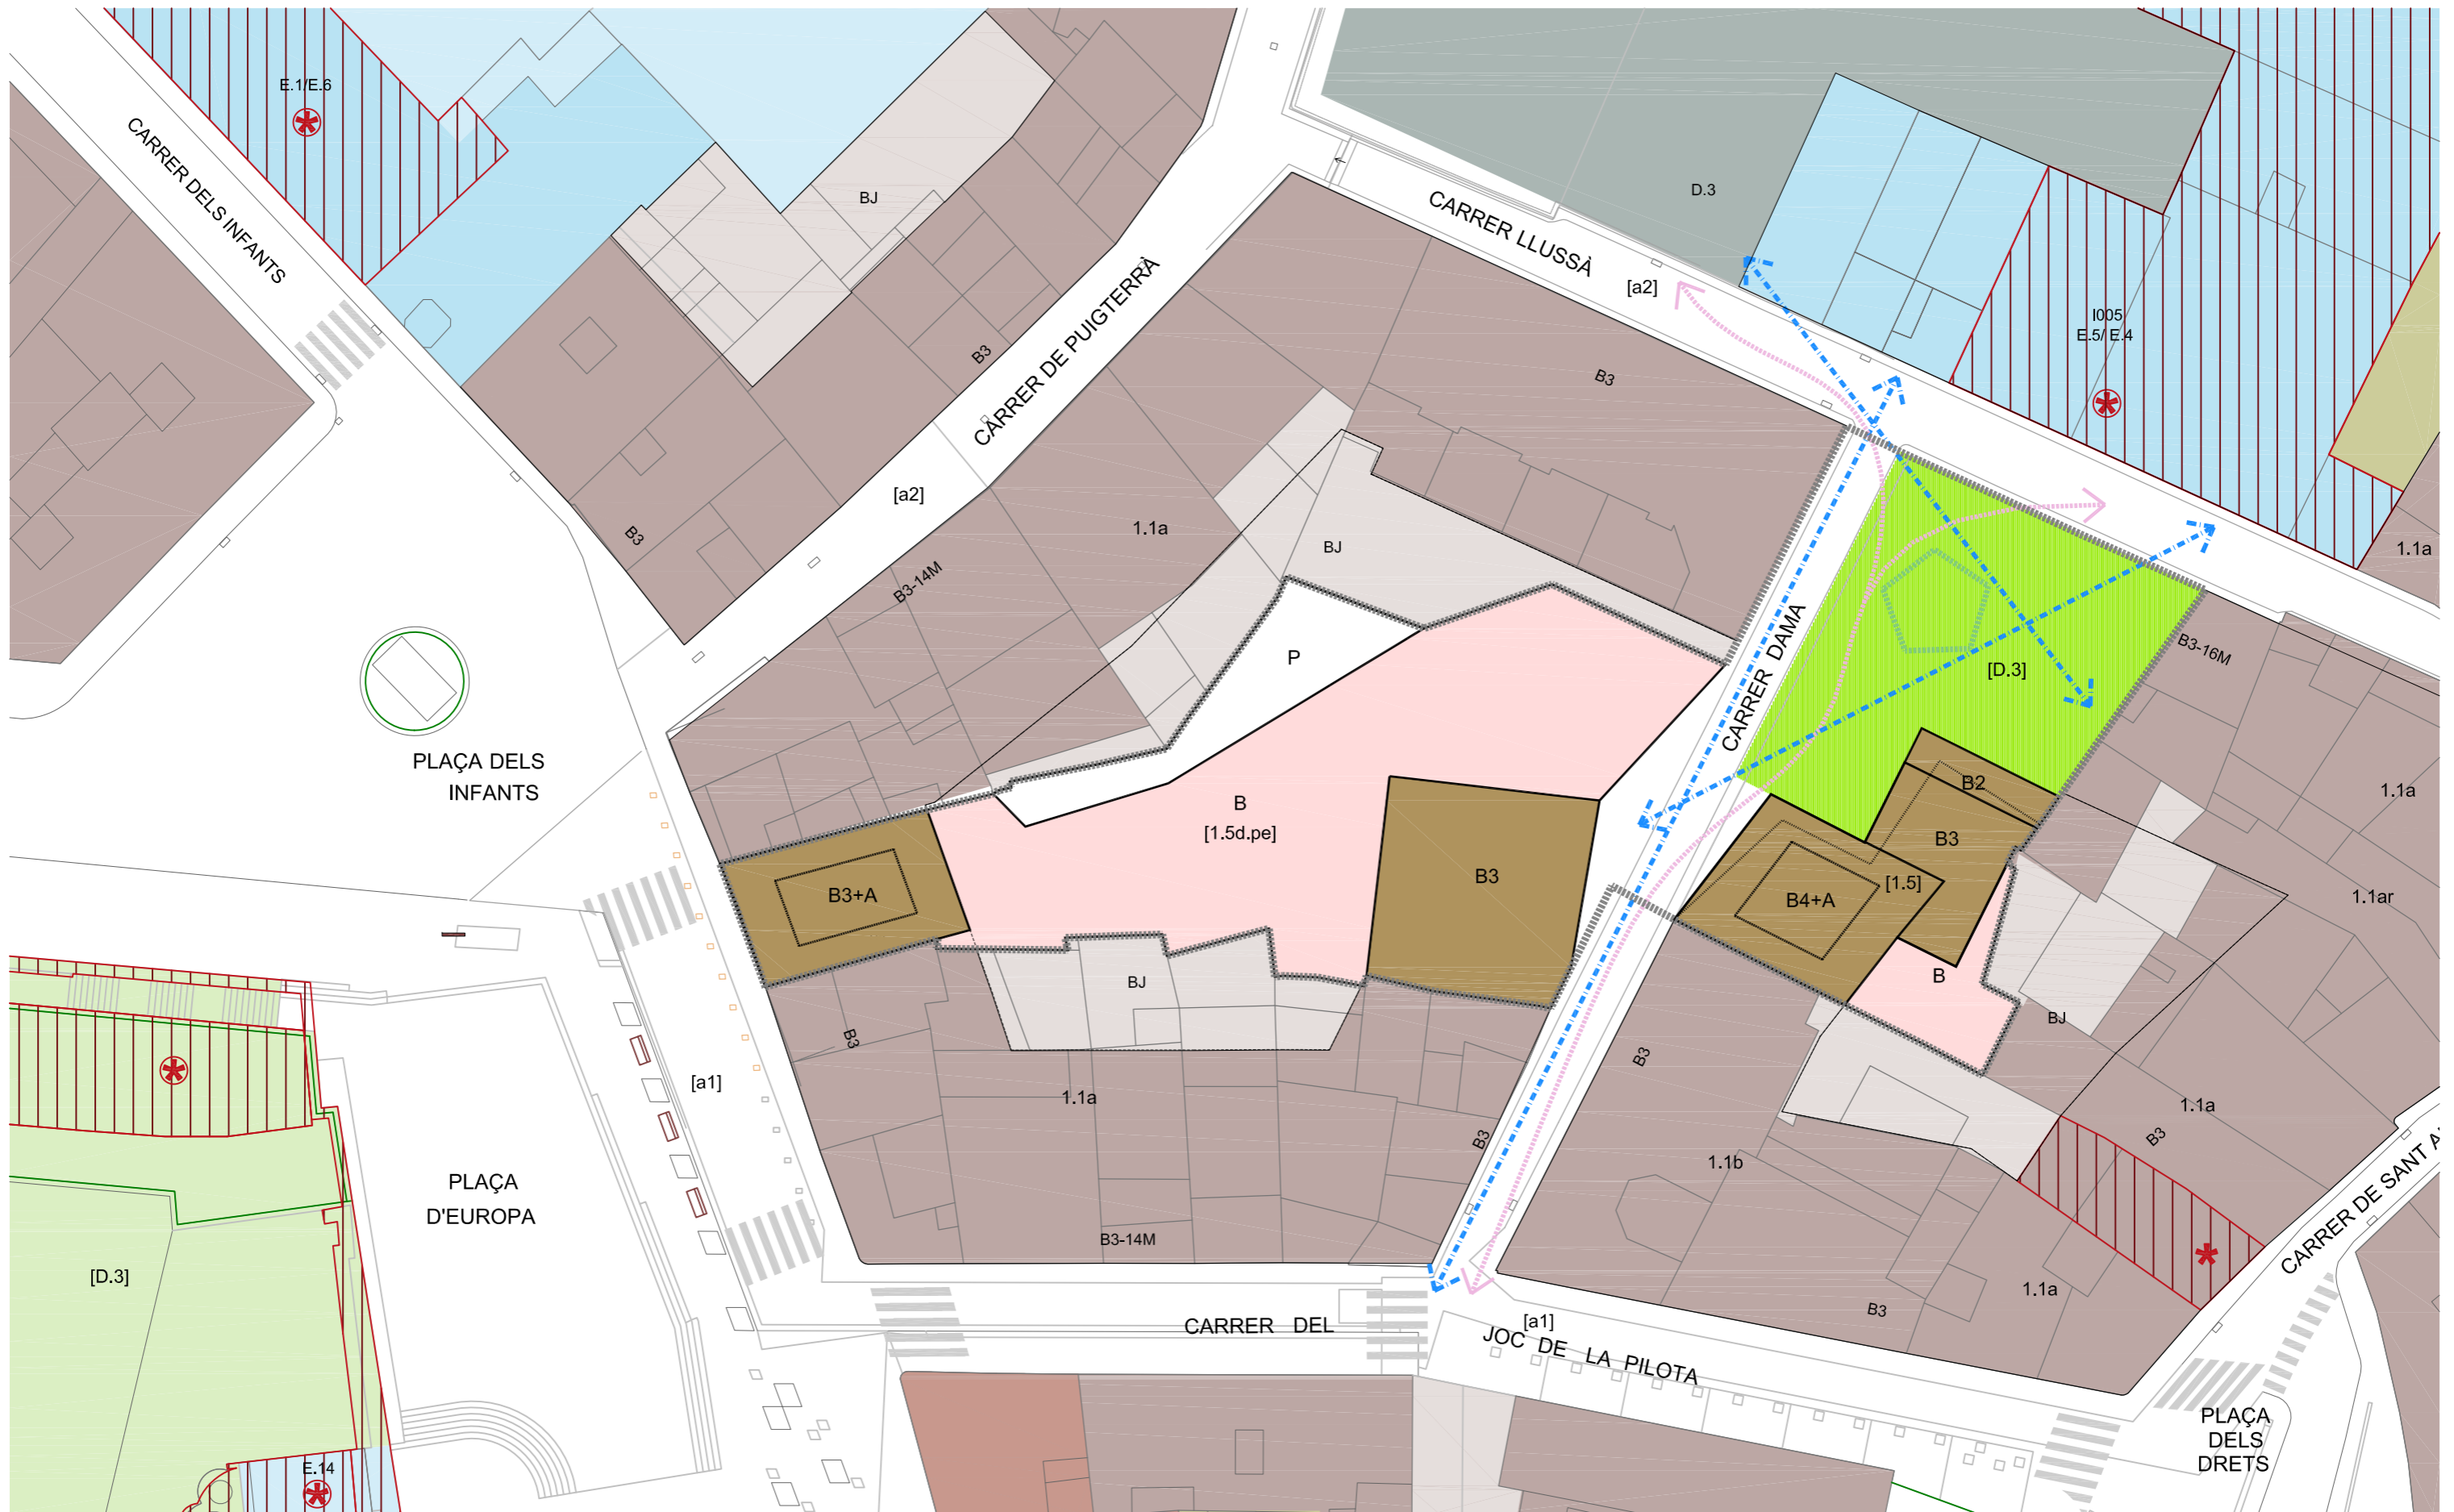 E.1/E.6
CARRER DELS INFANTS
BJ
D.3
CARRER LLUSSÀ
[a2]
I005
E.5/ E.4
CARRER DE PUIGTERRÀ
B3
B3
[a2]
B3
1.1a
BJ
1.1a
B3-14M
CARRER DAMA
P
[D.3]
B3-16M
PLAÇA DELS
INFANTS
B
[1.5d.pe]
B2
B3
1.1a
B3+A
B3
[1.5]
B4+A
1.1ar
BJ
B
BJ
B3
B3
[a1]
1.1a
B3
1.1b
1.1a
B3
PLAÇA
D'EUROPA
B3-14M
[D.3]
1.1a
B3
CARRER DE SANT A
CARRER DEL
[a1]
JOC DE LA PILOTA
PLAÇA
DELS
DRETS
E.14